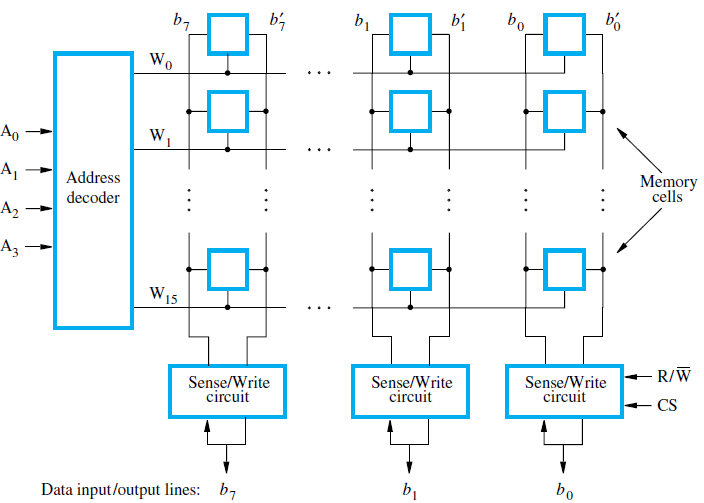 b₇ b′₇ b₁ b′₁ b₀ b′₀
W₀
A₀
W₁
A₁
Address
decoder
Memory
cells
A₂
A₃
W₁₅
Sense/Write
circuit
Sense/Write
circuit
Sense/Write
circuit
R/W̅
CS
Data input/output lines: b₇ b₁ b₀